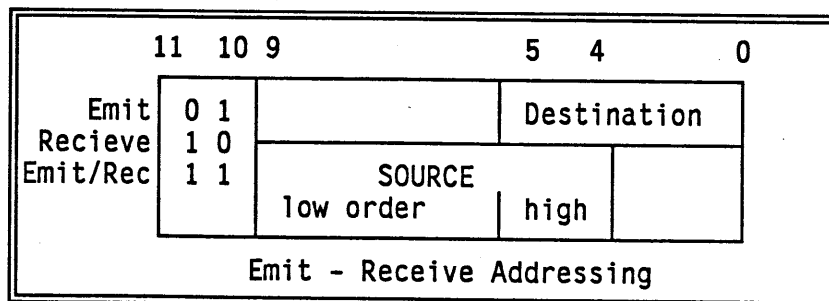 11 10 9 5 4 0
Emit 0 1 Destination
Recieve 1 0
Emit/Rec 1 1 SOURCE
low order high
Emit - Receive Addressing